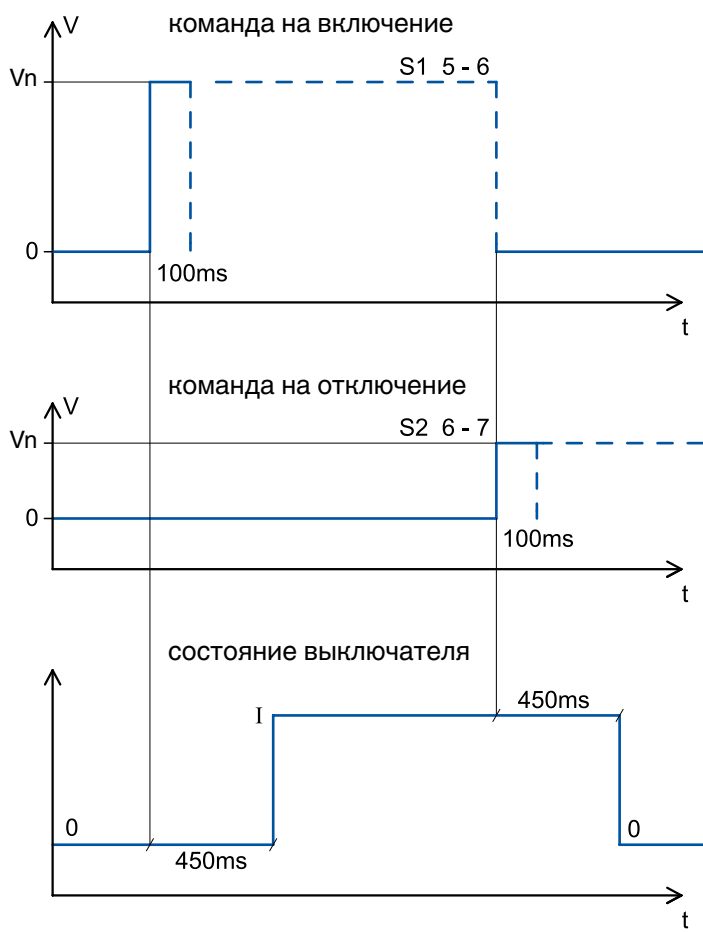 команда на включение
V
Vn
S1 5 - 6
0
100ms
t
команда на отключение
V
Vn
S2 6 - 7
0
100ms
t
состояние выключателя
I
450ms
0
0
450ms
t